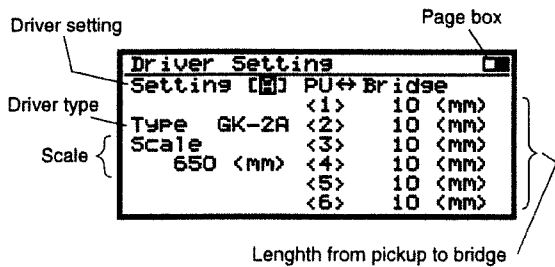 Driver setting
Page box
Driver Setting
Setting [A] PU↔Bridge
<1> 10 (mm)
Driver type
Type GK-2A <2> 10 (mm)
Scale
Scale <3> 10 (mm)
650 (mm) <4> 10 (mm)
<5> 10 (mm)
<6> 10 (mm)
Lenghth from pickup to bridge